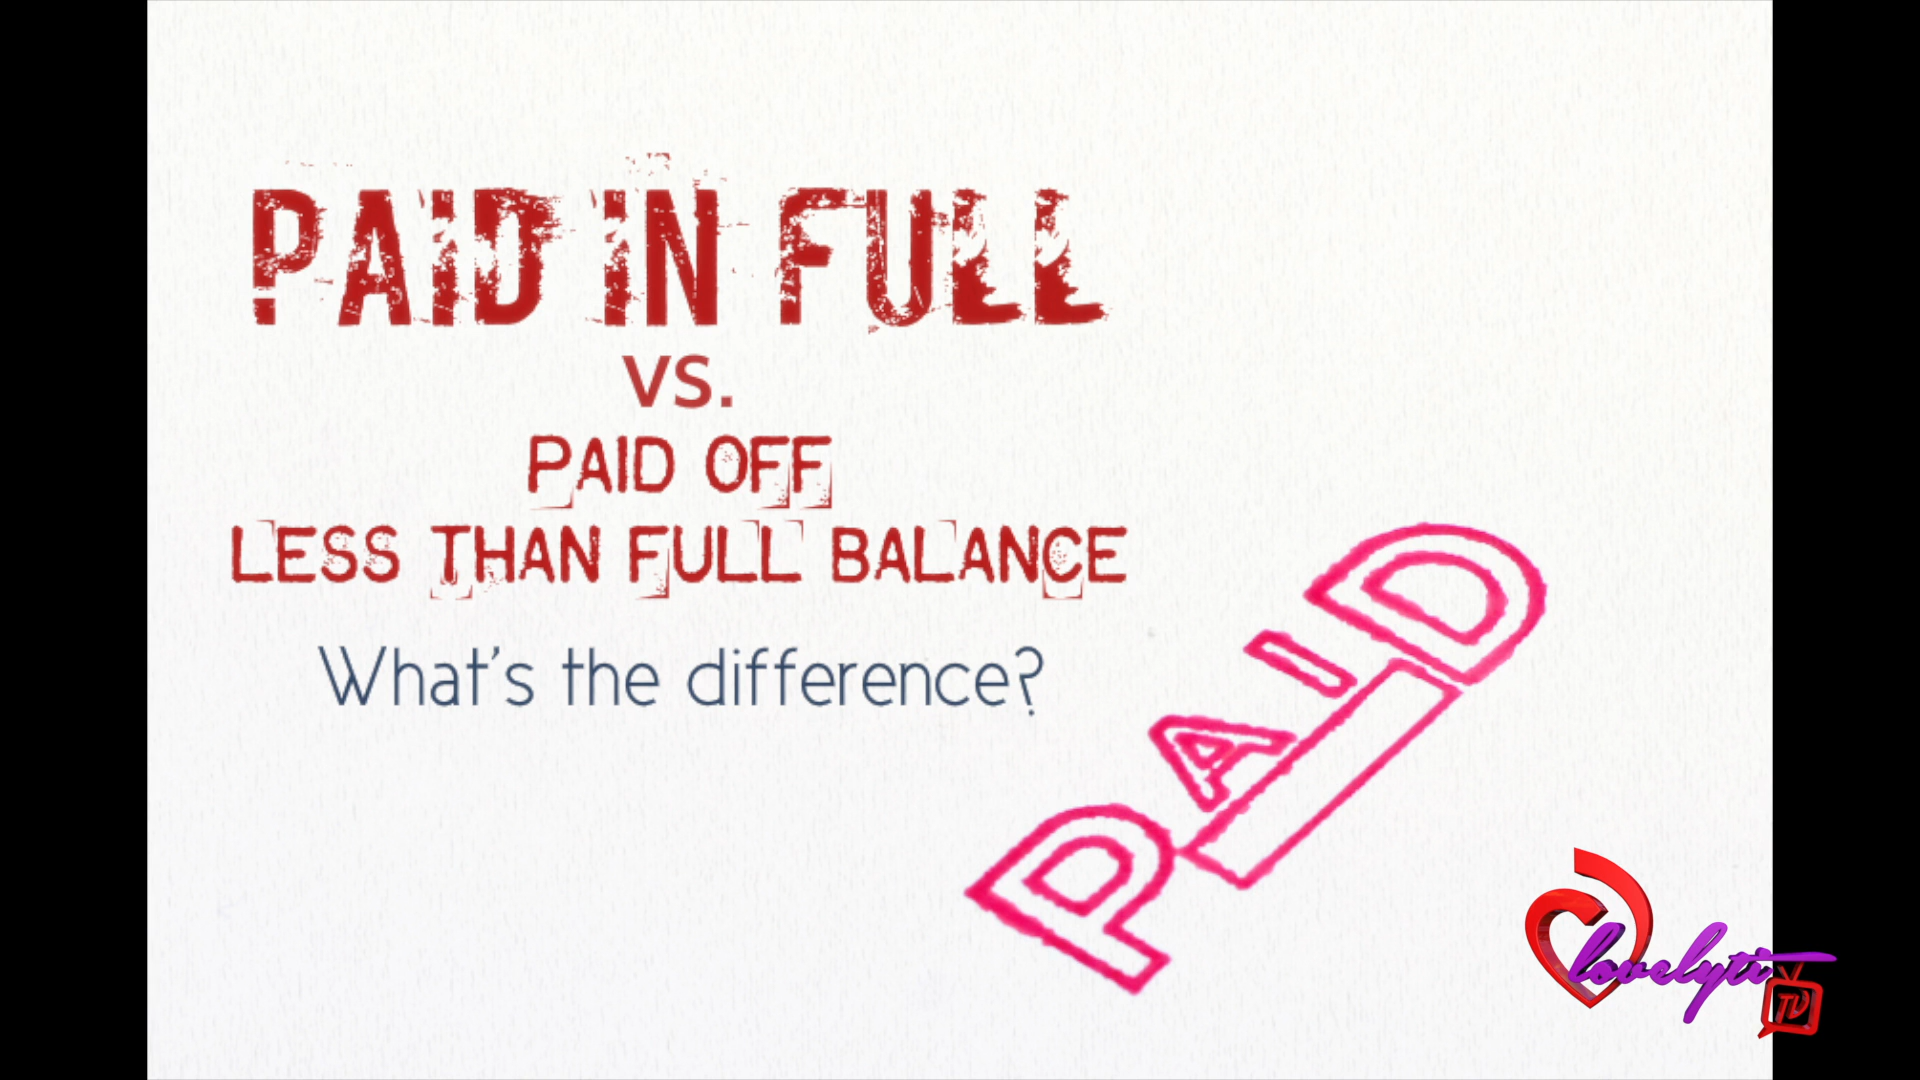 PAID IN FULL
VS.
PAID OFF
LESS THAN FULL BALANCE
What's the difference?
PAID
lovelyti
TV